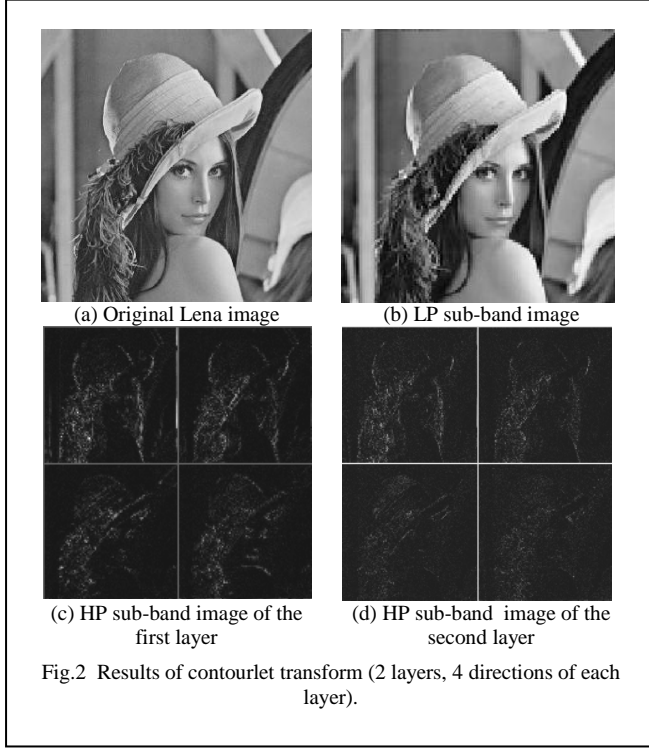 (a) Original Lena image
(b) LP sub-band image
(c) HP sub-band image of the
first layer
(d) HP sub-band image of the
second layer
Fig.2 Results of contourlet transform (2 layers, 4 directions of each
layer).